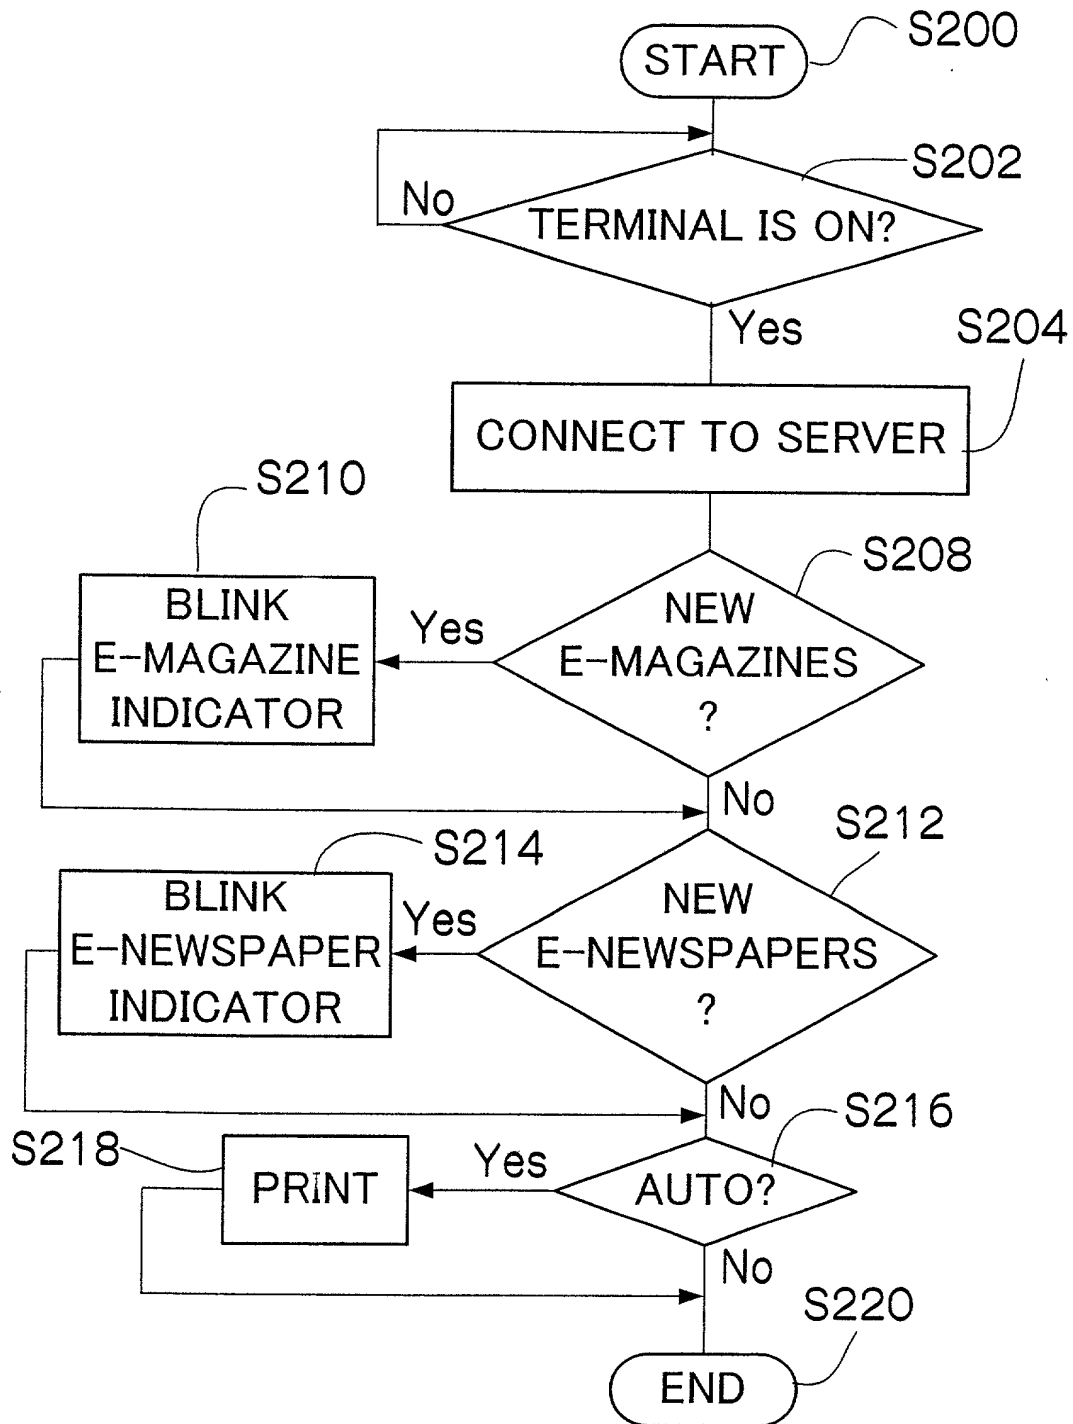 START
S200
S202
No
TERMINAL IS ON?
Yes
S204
CONNECT TO SERVER
S210
S208
BLINK
E-MAGAZINE
INDICATOR
Yes
NEW
E-MAGAZINES
?
No
S212
S214
BLINK
E-NEWSPAPER
INDICATOR
Yes
NEW
E-NEWSPAPERS
?
No
S216
S218
PRINT
Yes
AUTO?
No
S220
END